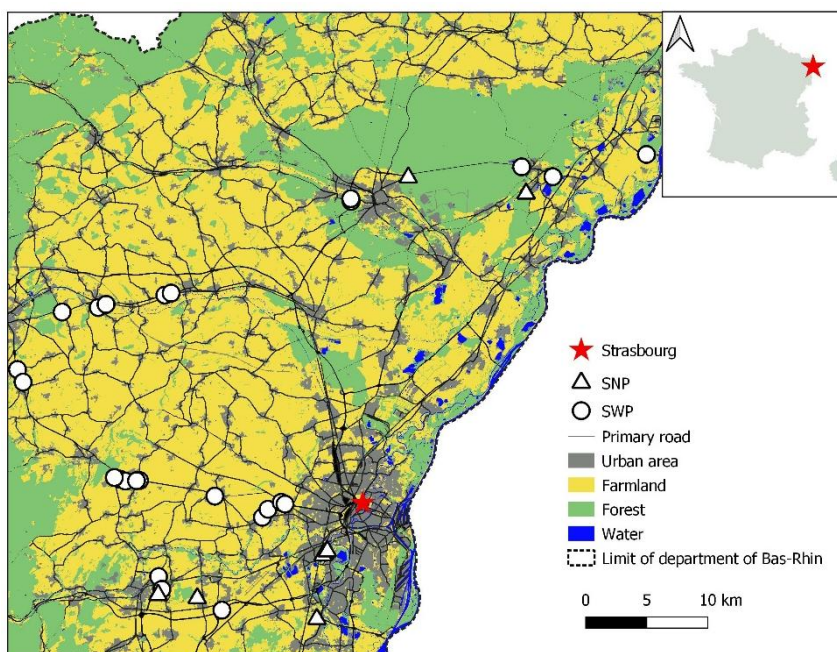 Strasbourg
SNP
SWP
Primary road
Urban area
Farmland
Forest
Water
Limit of department of Bas-Rhin
0 5 10 km